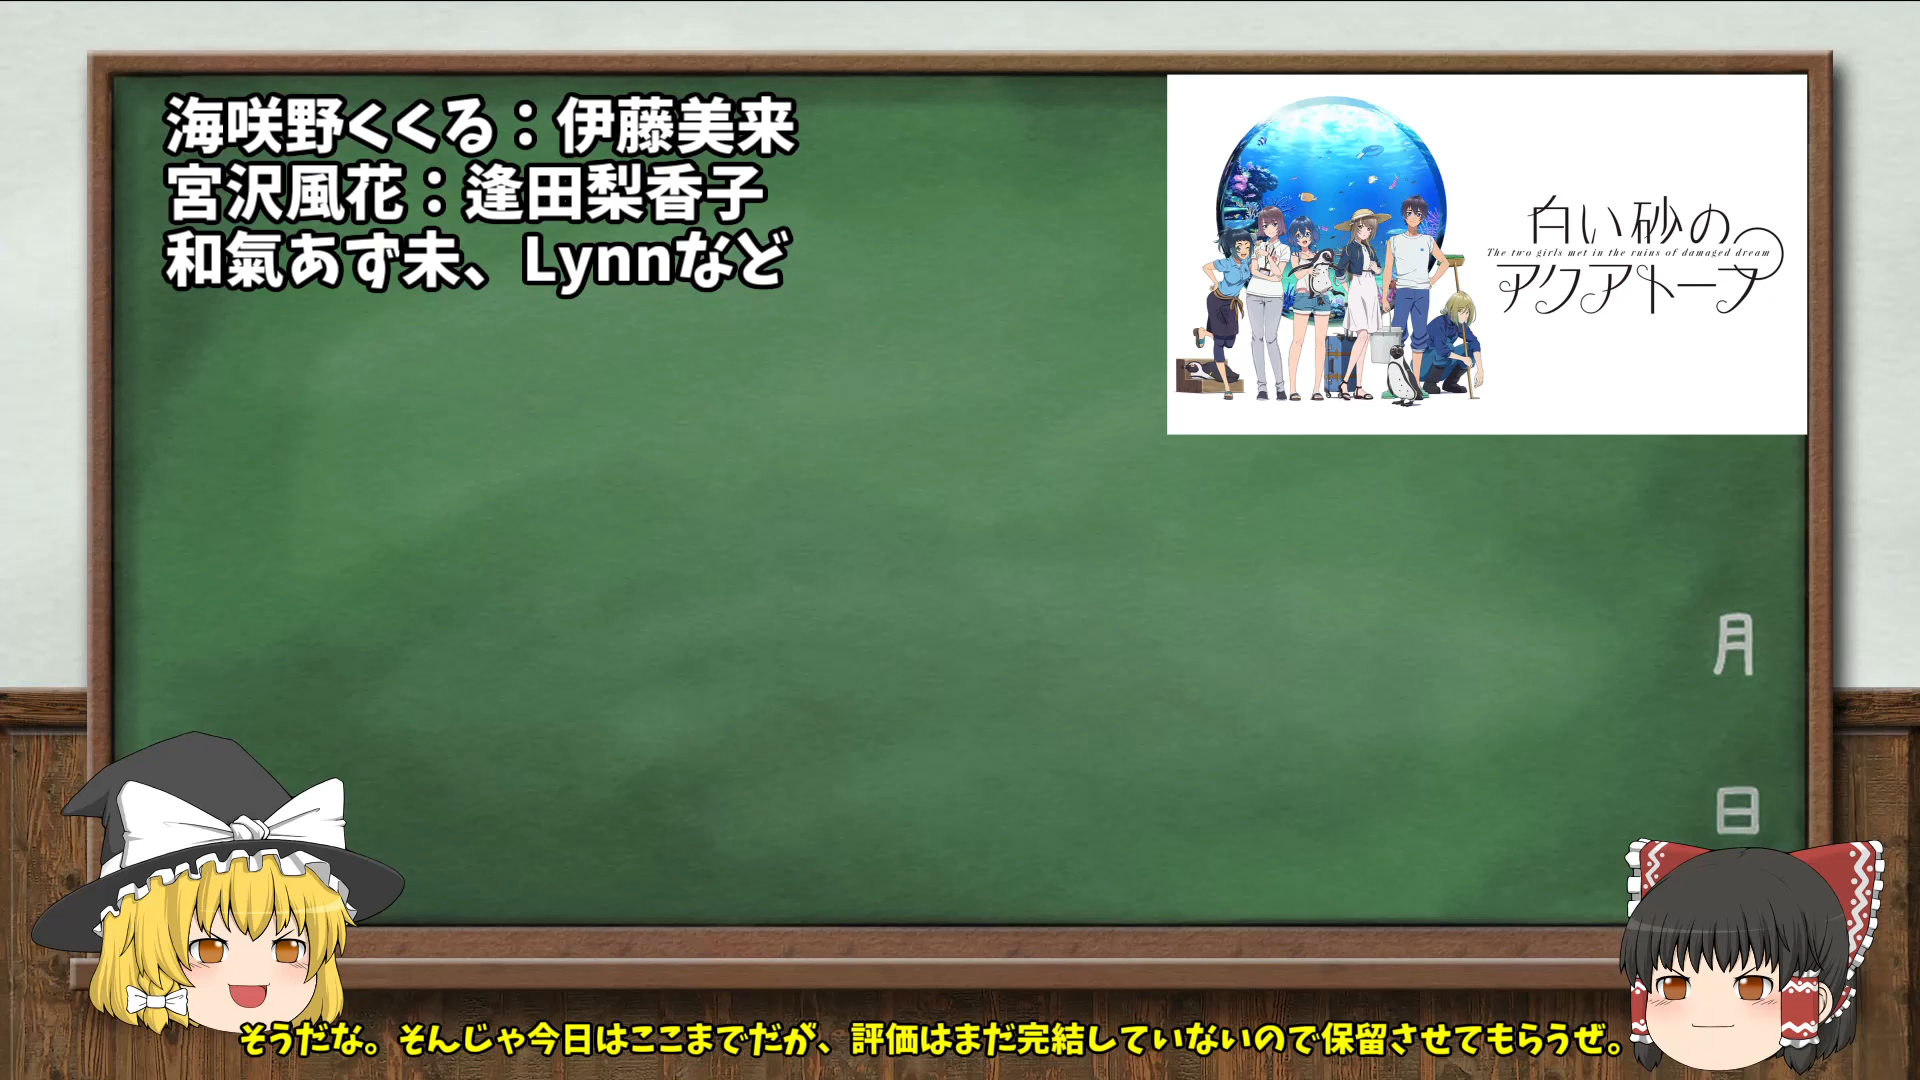 海咲野くくる：伊藤美来
宮沢風花：逢田梨香子
和氣あず未、Lynnなど
白い砂の
The two girls met in the ruins of damaged dream
アクアトープ
月
日
そうだな。そんじゃ今日はここまでだが、評価はまだ完結していないので保留させてもらうぜ。